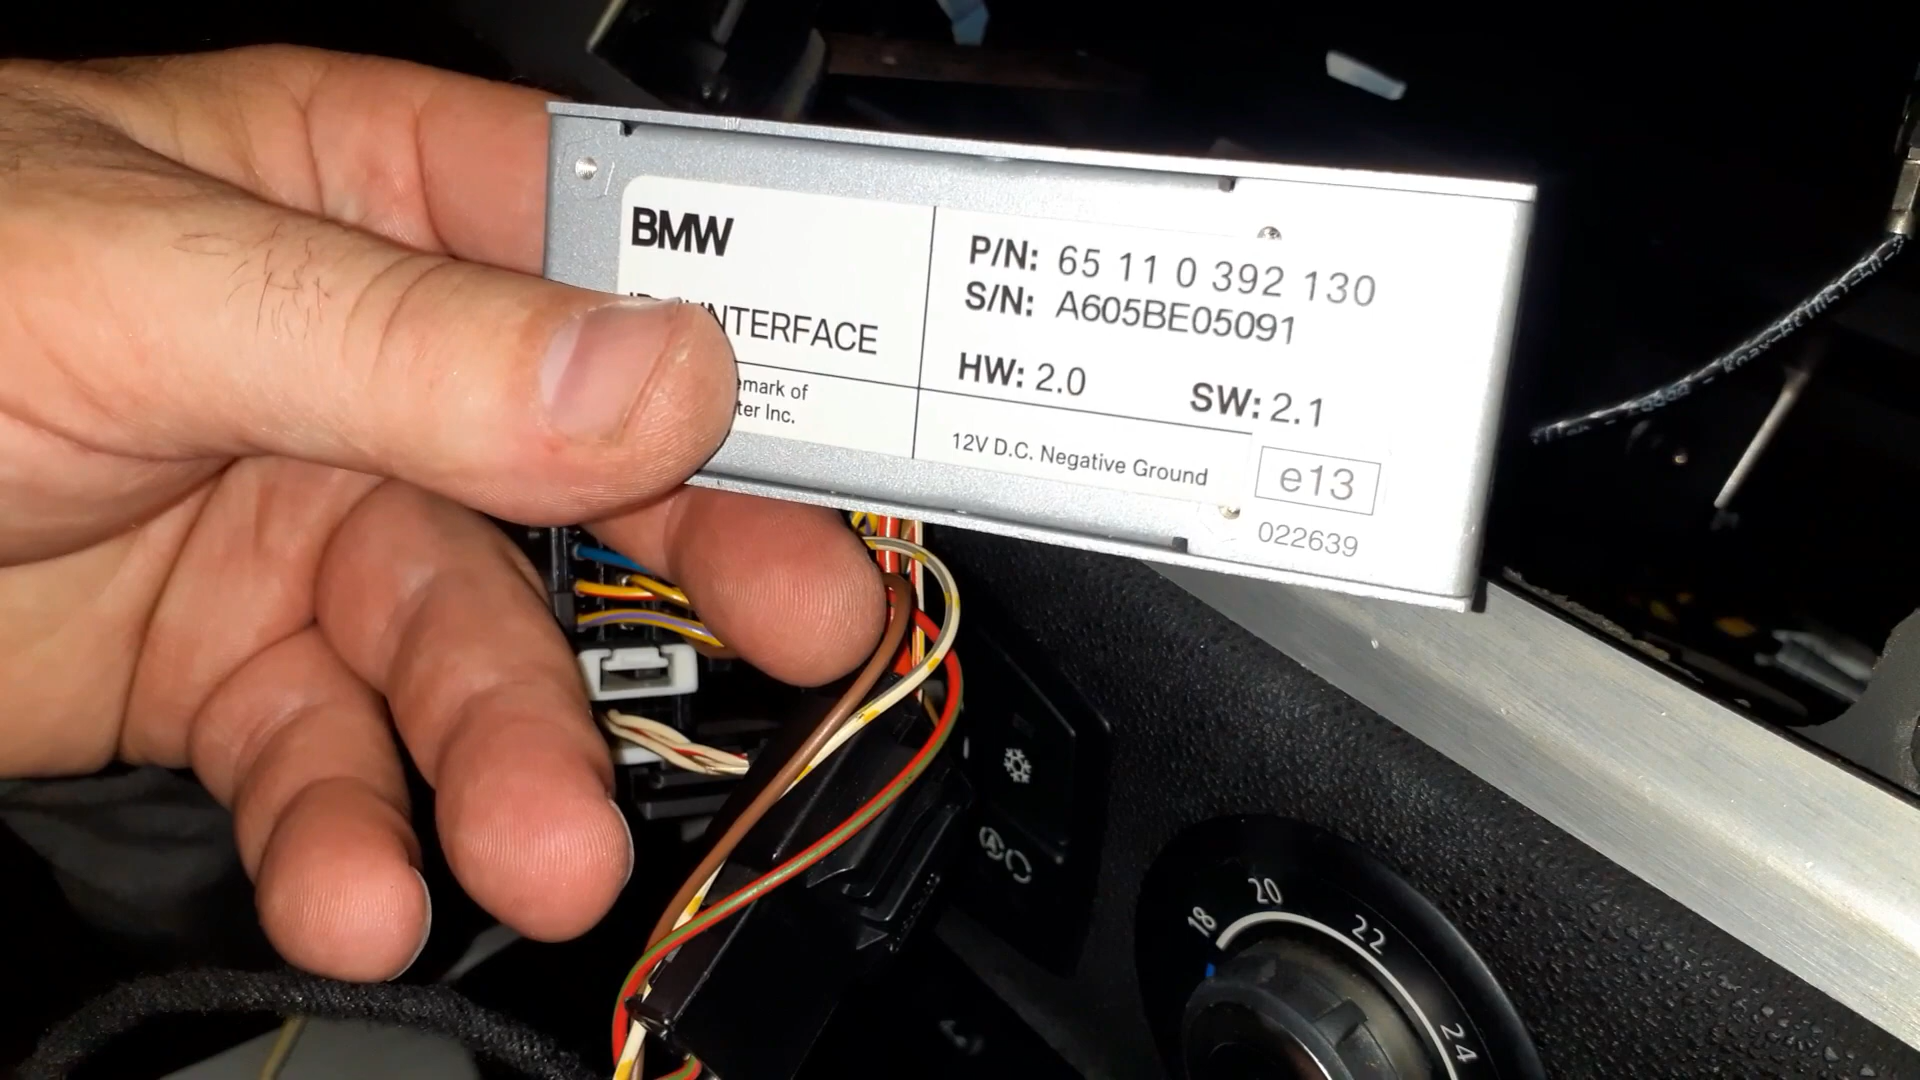 BMW
INTERFACE
emark of
ter Inc.
P/N: 65 11 0 392 130
S/N: A605BE05091
HW: 2.0 SW: 2.1
12V D.C. Negative Ground
e13
022639
A
18
20
22
24